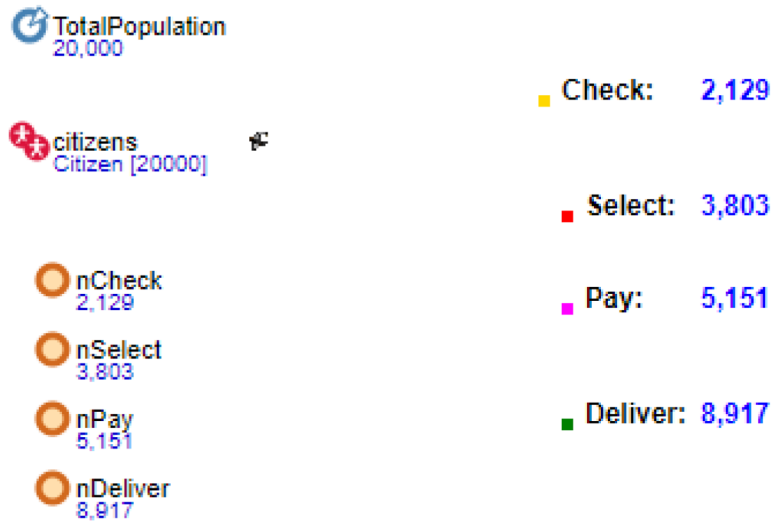 TotalPopulation
20,000
citizens
Citizen [20000]
nCheck
2,129
nSelect
3,803
nPay
5,151
nDeliver
8,917
Check: 2,129
Select: 3,803
Pay: 5,151
Deliver: 8,917